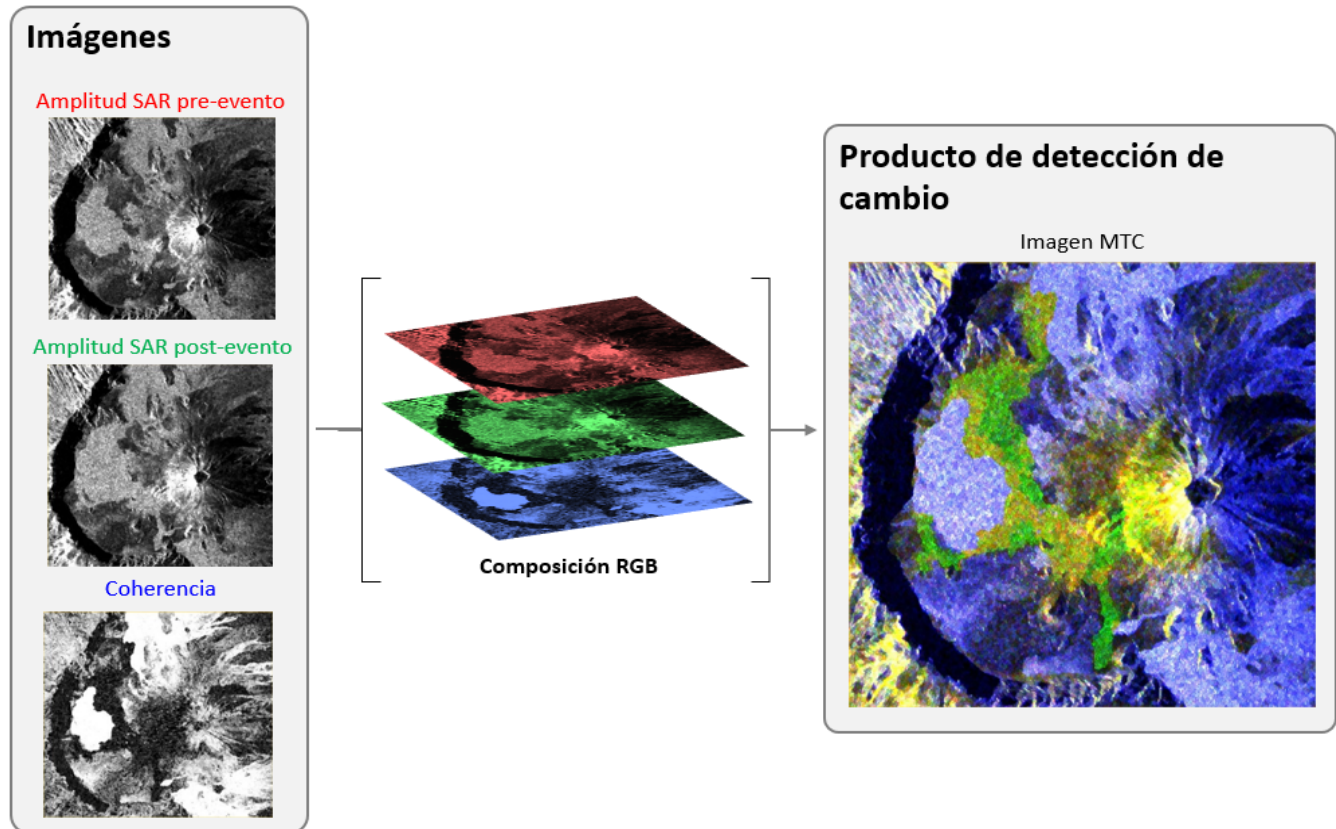 Imágenes
Amplitud SAR pre-evento
Amplitud SAR post-evento
Coherencia
Composición RGB
Producto de detección de
cambio
Imagen MTC